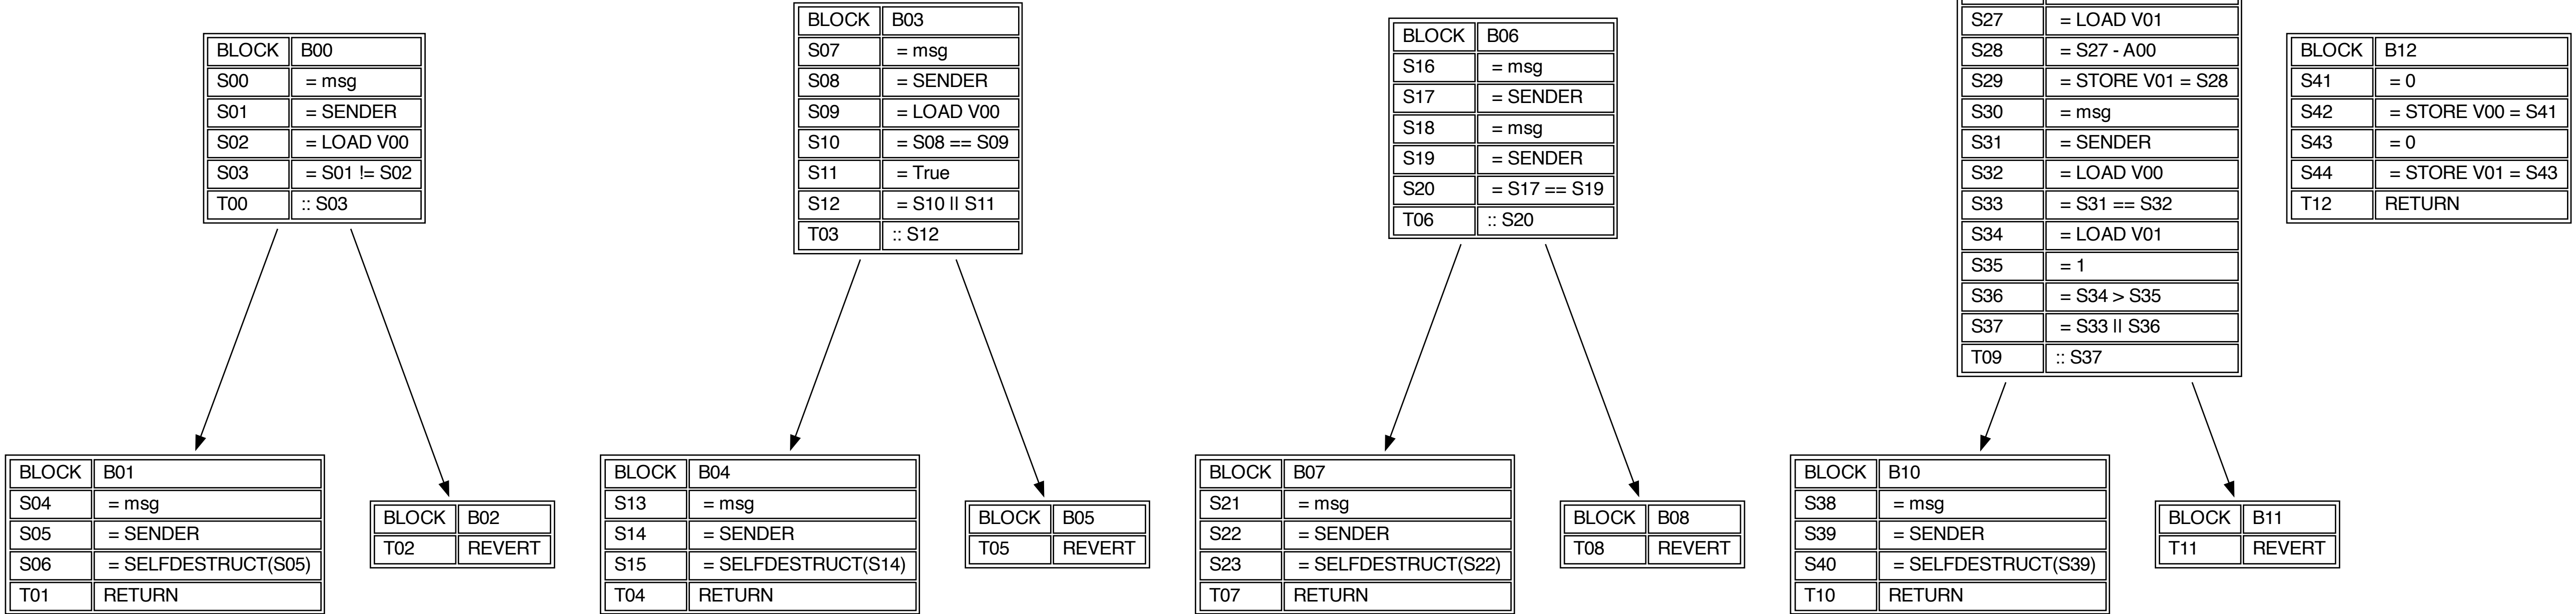 BLOCK B00
S00 = msg
S01 = SENDER
S02 = LOAD V00
S03 = S01 != S02
T00 :: S03
BLOCK B01
S04 = msg
S05 = SENDER
S06 = SELFDESTRUCT(S05)
T01 RETURN
BLOCK B02
T02 REVERT
BLOCK B03
S07 = msg
S08 = SENDER
S09 = LOAD V00
S10 = S08 == S09
S11 = True
S12 = S10 || S11
T03 :: S12
BLOCK B04
S13 = msg
S14 = SENDER
S15 = SELFDESTRUCT(S14)
T04 RETURN
BLOCK B05
T05 REVERT
BLOCK B06
S16 = msg
S17 = SENDER
S18 = msg
S19 = SENDER
S20 = S17 == S19
T06 :: S20
BLOCK B07
S21 = msg
S22 = SENDER
S23 = SELFDESTRUCT(S22)
T07 RETURN
BLOCK B08
T08 REVERT
S27 = LOAD V01
S28 = S27 - A00
S29 = STORE V01 = S28
S30 = msg
S31 = SENDER
S32 = LOAD V00
S33 = S31 == S32
S34 = LOAD V01
S35 = 1
S36 = S34 > S35
S37 = S33 || S36
T09 :: S37
BLOCK B10
S38 = msg
S39 = SENDER
S40 = SELFDESTRUCT(S39)
T10 RETURN
BLOCK B11
T11 REVERT
BLOCK B12
S41 = 0
S42 = STORE V00 = S41
S43 = 0
S44 = STORE V01 = S43
T12 RETURN